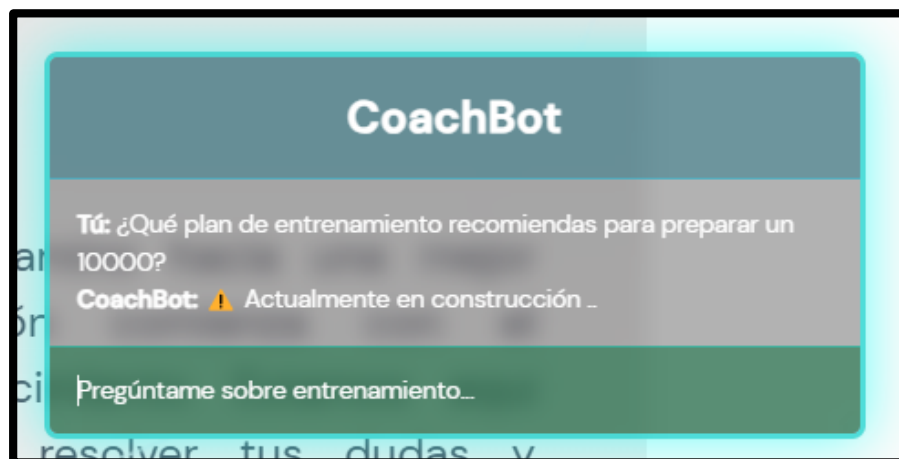 CoachBot
Tú: ¿Qué plan de entrenamiento recomiendas para preparar un
10000?
CoachBot: ⚠ Actualmente en construcción ..
Pregúntame sobre entrenamiento...
resolver tus dudas y